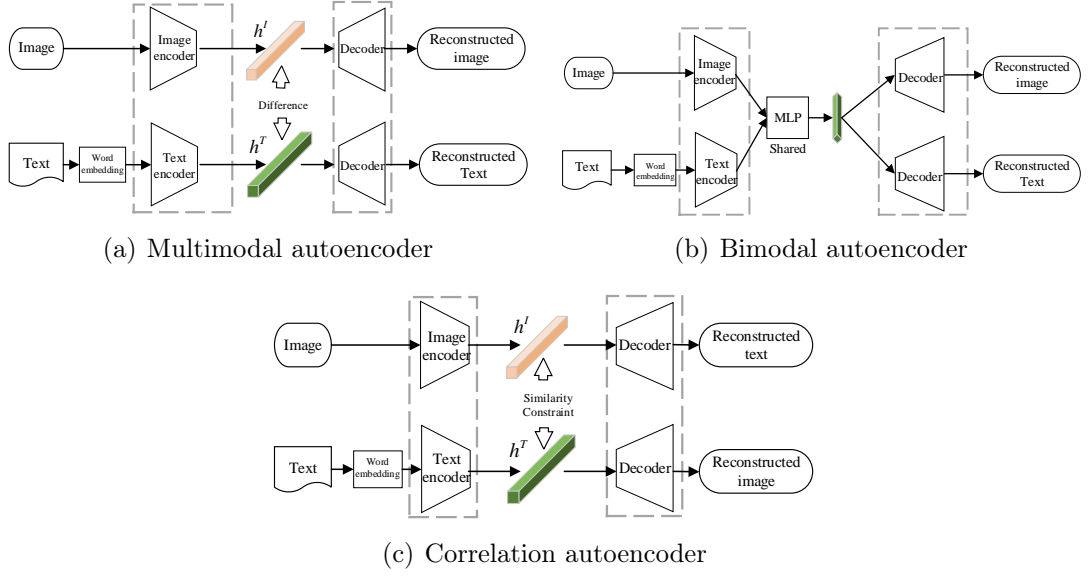 Image
Image
encoder
h^I
Decoder
Reconstructed
image
Difference
Text
Word
embedding
Text
encoder
h^T
Decoder
Reconstructed
Text
(a) Multimodal autoencoder
Image
Image
encoder
Text
Word
embedding
Text
encoder
MLP
Shared
Decoder
Reconstructed
image
Decoder
Reconstructed
Text
(b) Bimodal autoencoder
Image
Image
encoder
h^I
Decoder
Reconstructed
text
Similarity
Constraint
Text
Word
embedding
Text
encoder
h^T
Decoder
Reconstructed
image
(c) Correlation autoencoder